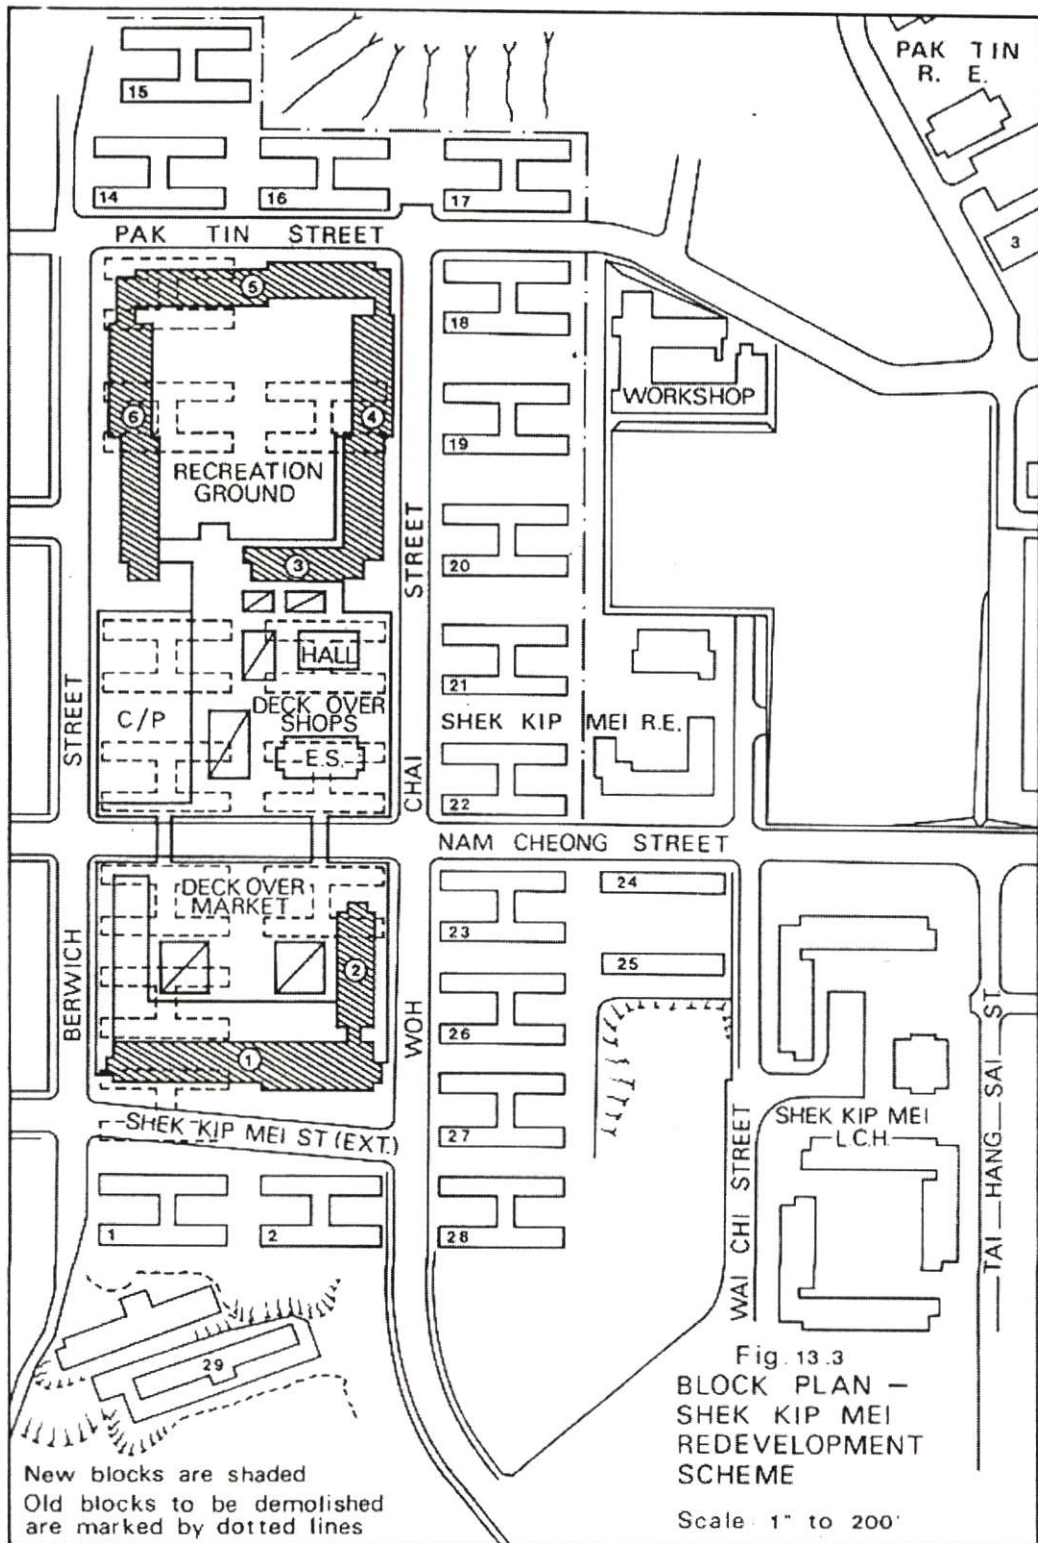 PAK TIN
R. E.
15
14
16
17
3
PAK TIN STREET
5
18
WORKSHOP
6
4
19
RECREATION
GROUND
STREET
20
3
HALL
21
STREET
C/P
DECK OVER
SHOPS
SHEK KIP MEI R.E.
E.S.
CHAI
22
NAM CHEONG STREET
DECK OVER
MARKET
24
23
25
BERWICH
2
WOH
26
TAI HANG SAI ST.
1
27
SHEK KIP MEI ST (EXT.)
WAI CHI STREET
SHEK KIP MEI
L.C.H.
1
2
28
29
Fig. 13.3
BLOCK PLAN –
SHEK KIP MEI
REDEVELOPMENT
SCHEME
Scale 1" to 200'
New blocks are shaded
Old blocks to be demolished
are marked by dotted lines